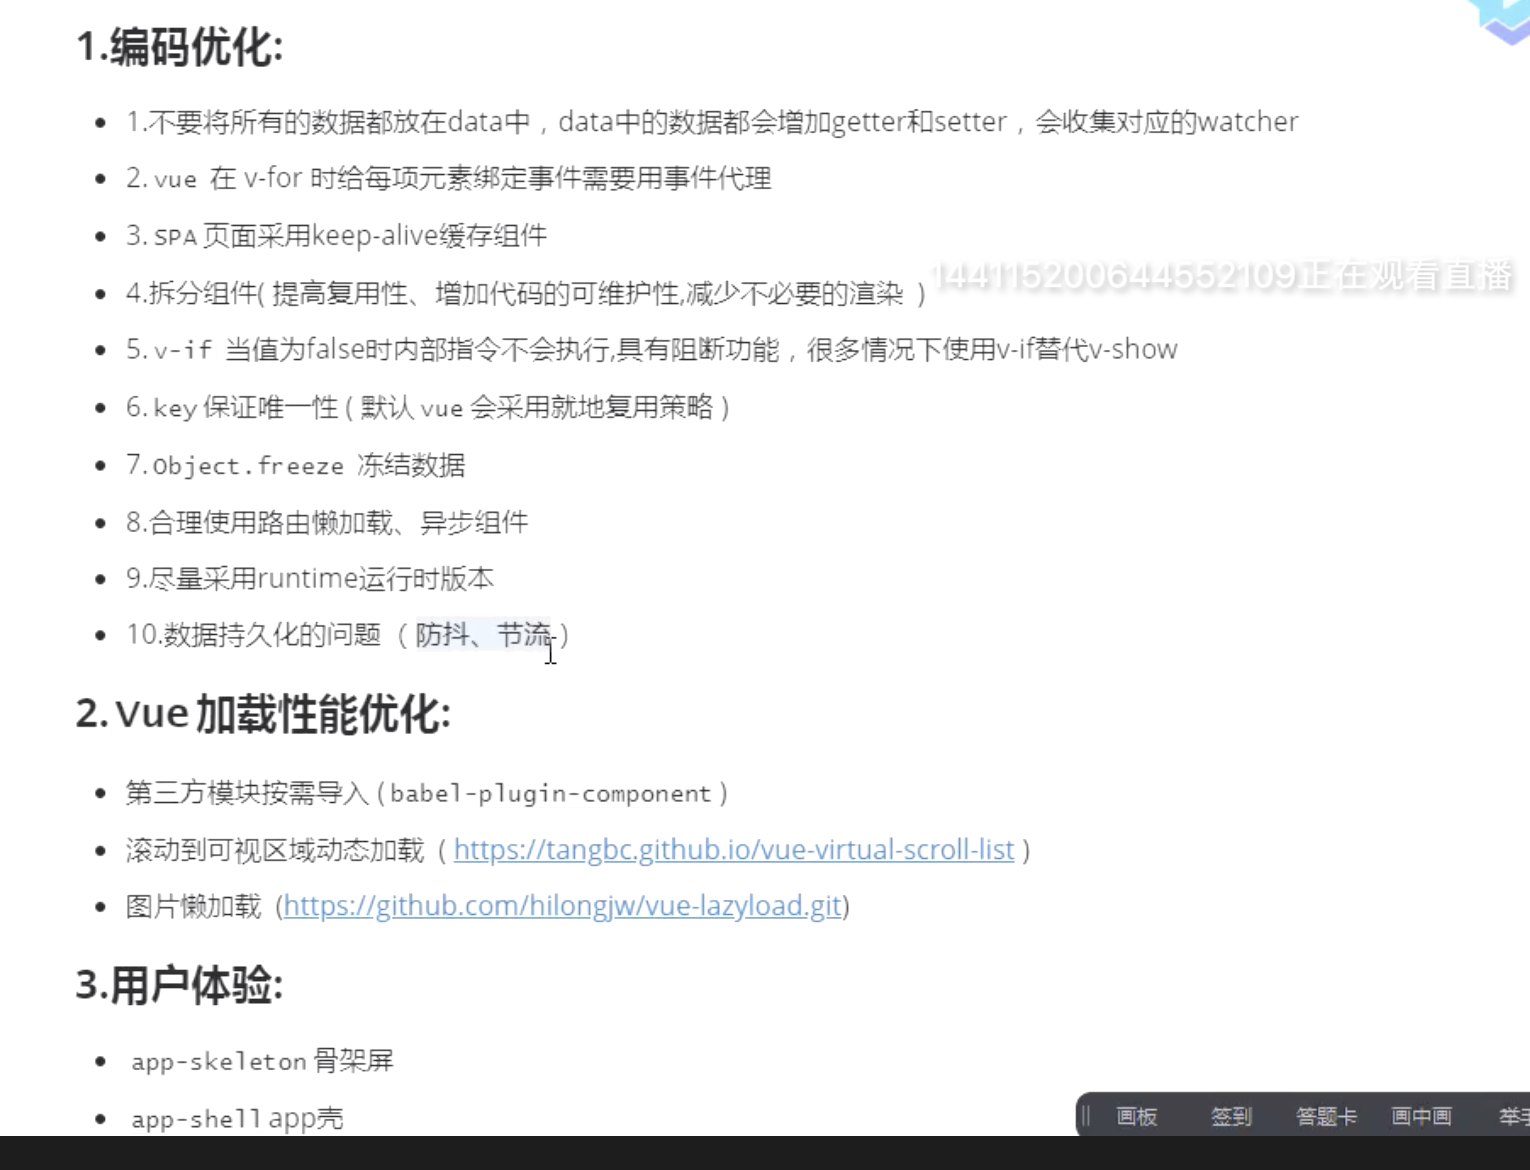 1.编码优化:
1.不要将所有的数据都放在data中，data中的数据都会增加getter和setter，会收集对应的watcher
2. vue 在 v-for 时给每项元素绑定事件需要用事件代理
3. SPA 页面采用keep-alive缓存组件
1441152006445521​09正在观看直播
4.拆分组件( 提高复用性、增加代码的可维护性,减少不必要的渲染 ）
5. v-if 当值为false时内部指令不会执行,具有阻断功能，很多情况下使用v-if替代v-show
6. key 保证唯一性 ( 默认 vue 会采用就地复用策略 )
7. Object.freeze 冻结数据
8.合理使用路由懒加载、异步组件
9.尽量采用runtime运行时版本
10.数据持久化的问题 （防抖、节流 ）
2. Vue 加载性能优化:
第三方模块按需导入 ( babel-plugin-component )
滚动到可视区域动态加载 ( https://tangbc.github.io/vue-virtual-scroll-list )
图片懒加载 (https://github.com/hilongjw/vue-lazyload.git)
3.用户体验:
app-skeleton 骨架屏
app-shell app壳
画板 签到 答题卡 画中画 举手